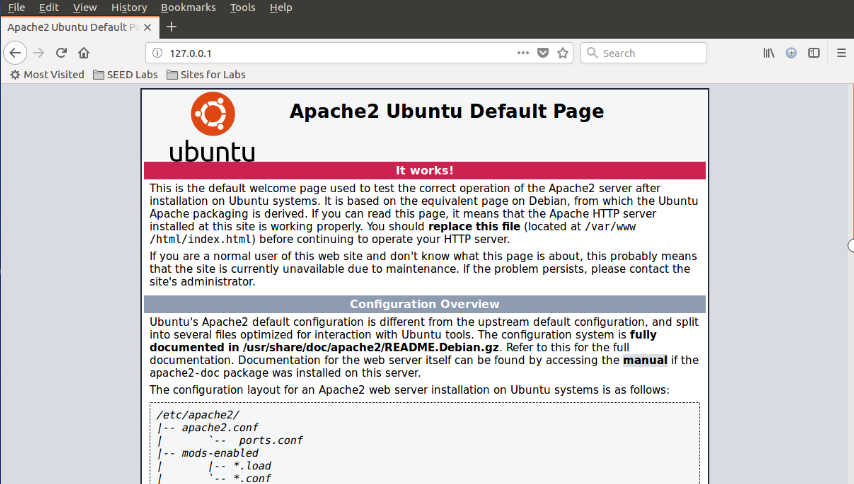 File Edit View History Bookmarks Tools Help
Apache2 Ubuntu Default Pa
127.0.0.1
Search
Most Visited SEED Labs Sites for Labs
ubuntu
Apache2 Ubuntu Default Page
It works!
This is the default welcome page used to test the correct operation of the Apache2 server after
installation on Ubuntu systems. It is based on the equivalent page on Debian, from which the Ubuntu
Apache packaging is derived. If you can read this page, it means that the Apache HTTP server
installed at this site is working properly. You should replace this file (located at /var/www
/html/index.html) before continuing to operate your HTTP server.
If you are a normal user of this web site and don't know what this page is about, this probably means
that the site is currently unavailable due to maintenance. If the problem persists, please contact the
site's administrator.
Configuration Overview
Ubuntu's Apache2 default configuration is different from the upstream default configuration, and split
into several files optimized for interaction with Ubuntu tools. The configuration system is fully
documented in /usr/share/doc/apache2/README.Debian.gz. Refer to this for the full
documentation. Documentation for the web server itself can be found by accessing the manual if the
apache2-doc package was installed on this server.
The configuration layout for an Apache2 web server installation on Ubuntu systems is as follows:
/etc/apache2/
|-- apache2.conf
|       `--  ports.conf
|-- mods-enabled
|       |-- *.load
|       `-- *.conf